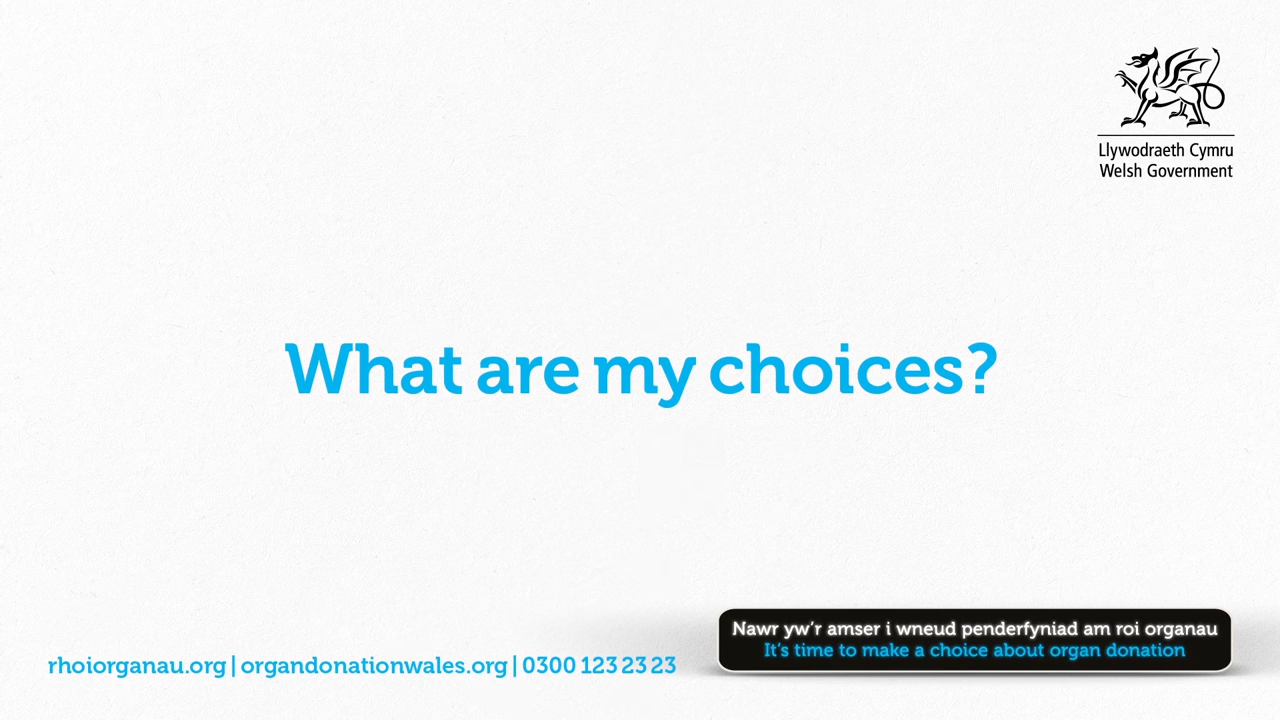 Llywodraeth Cymru
Welsh Government
What are my choices?
Nawr yw'r amser i wneud penderfyniad am roi organau
It's time to make a choice about organ donation
rhoiorganau.org | organdonationwales.org | 0300 123 23 23